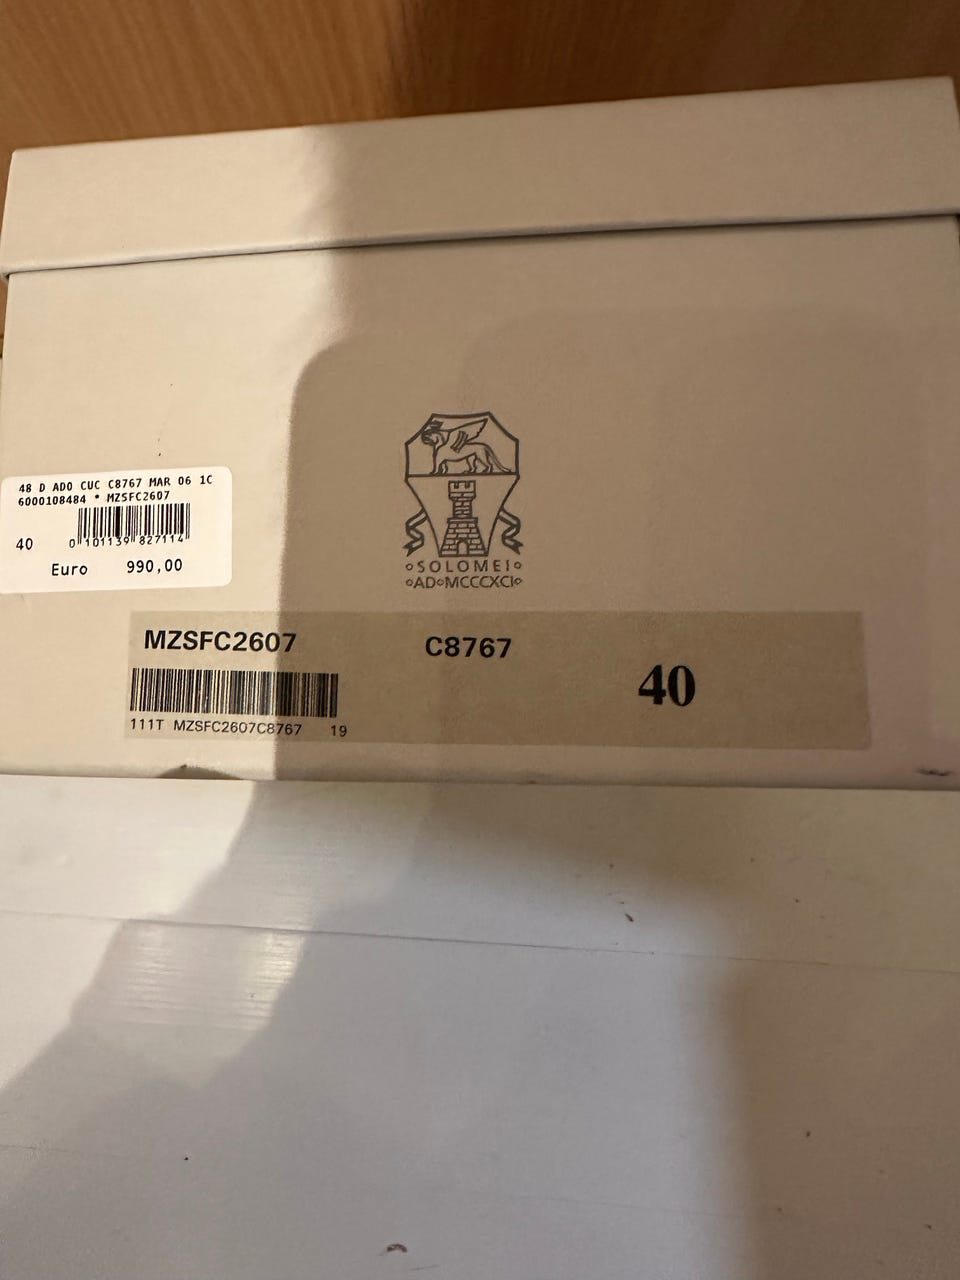 48 D ADO CUC C8767 MAR 06 1C
6000108484 * MZSFC2607
40
0 101139 827114
Euro 990,00
SOLOMEI
AD MCCCXCI
MZSFC2607 C8767
40
111T MZSFC2607C8767 19